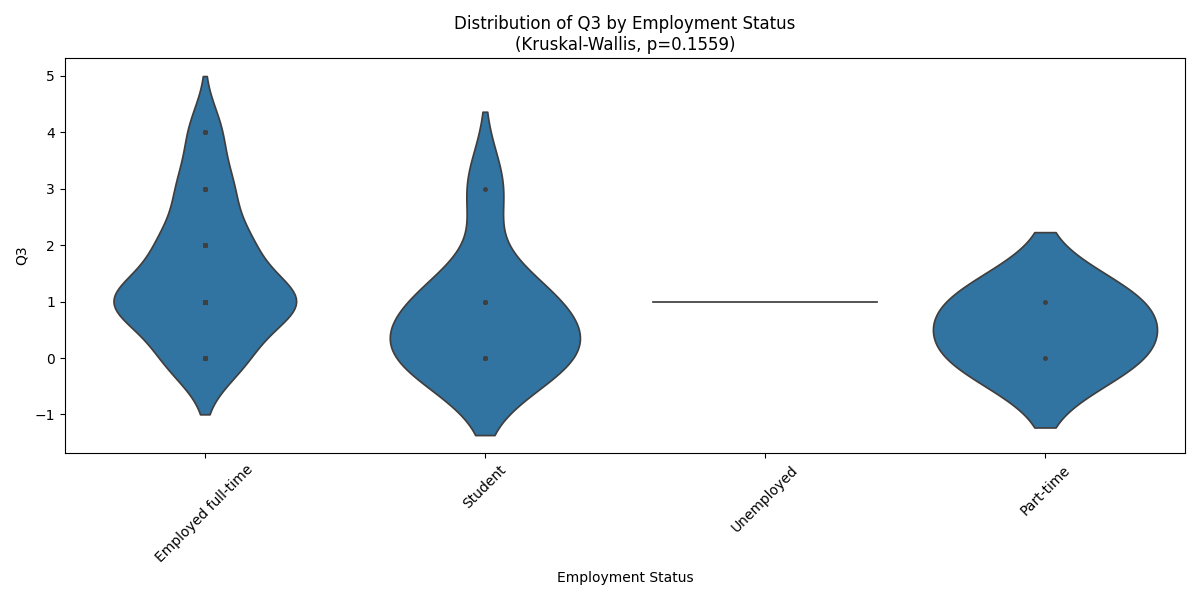 Distribution of Q3 by Employment Status
(Kruskal-Wallis, p=0.1559)
5
4
3
2
1
0
−1
Q3
Employed full-time
Student
Unemployed
Part-time
Employment Status